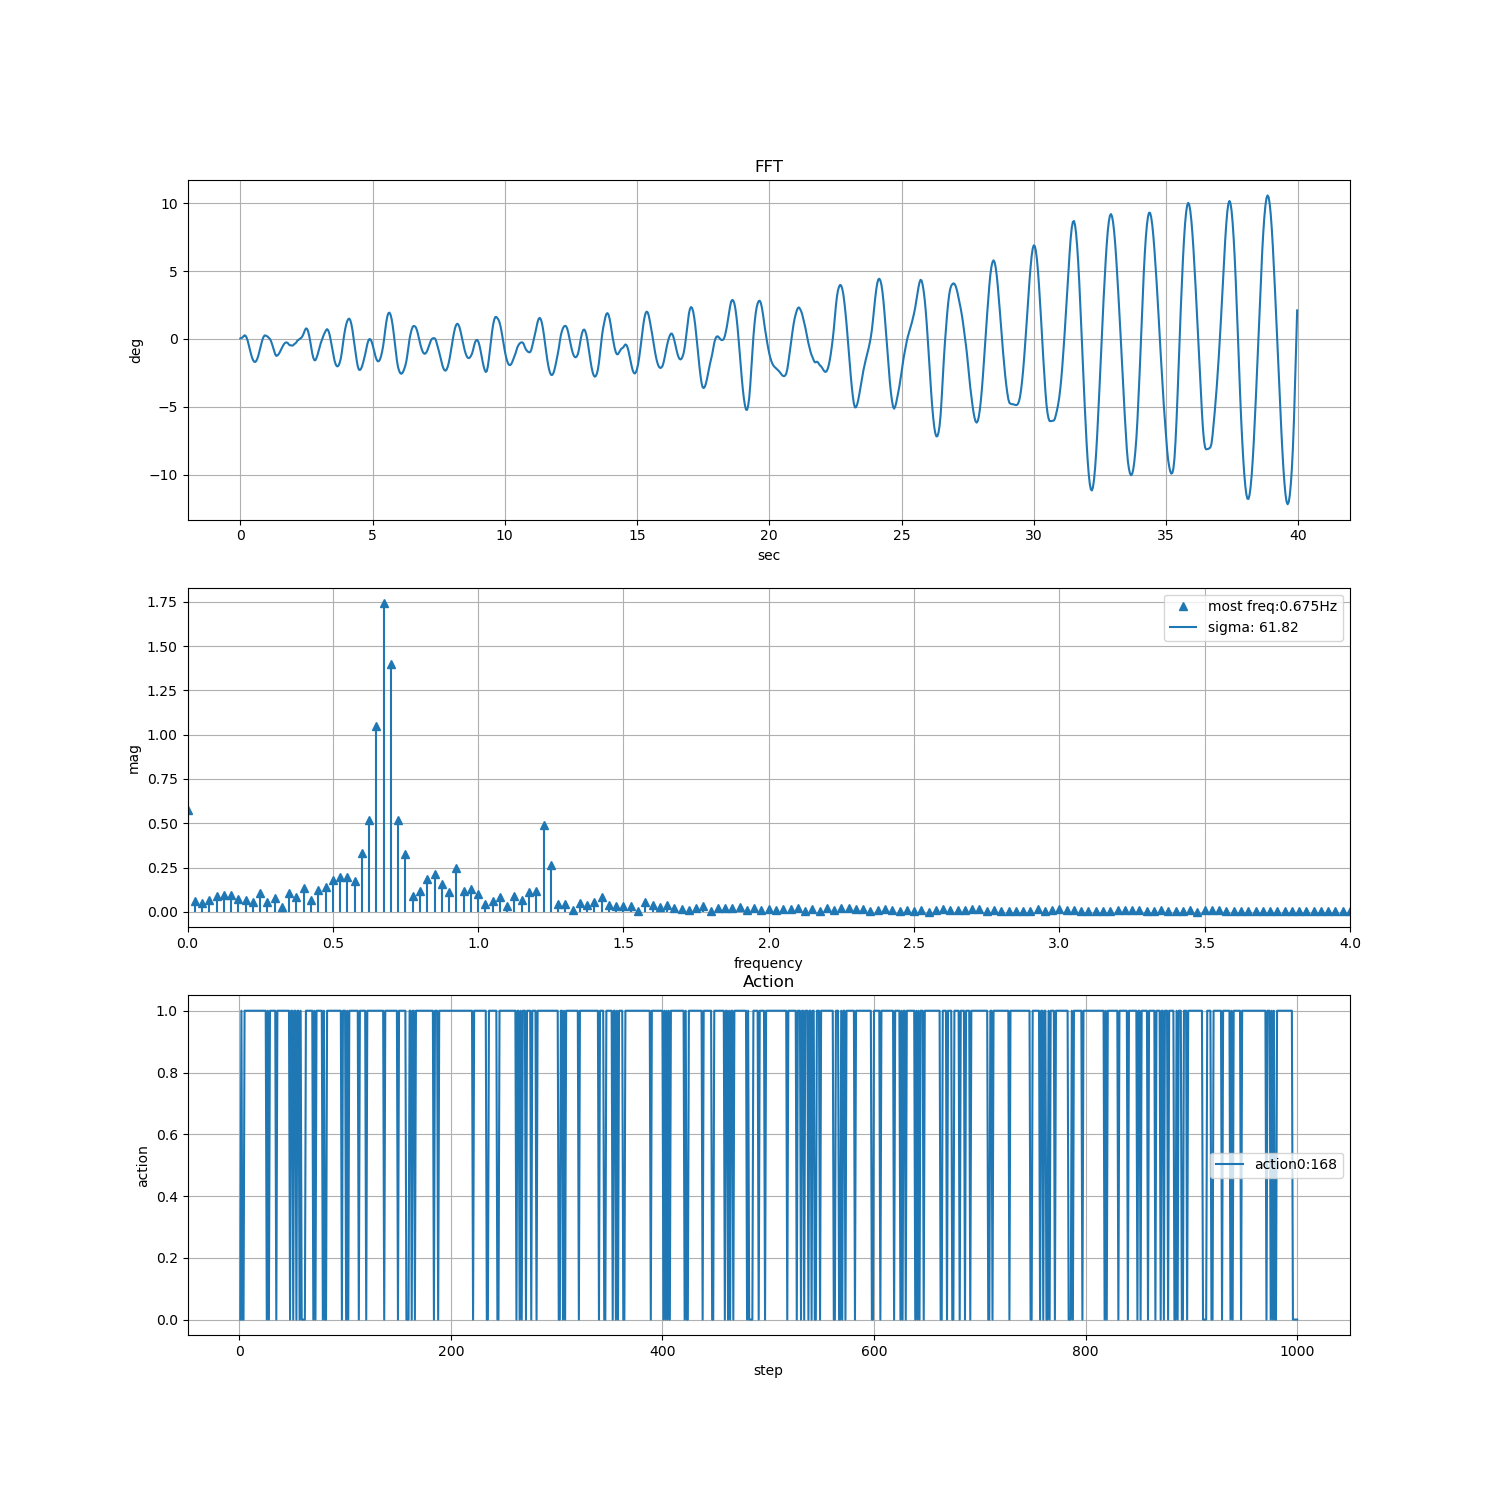 FFT
10
5
0
−5
−10
deg
0 5 10 15 20 25 30 35 40
sec
1.75
1.50
1.25
1.00
0.75
0.50
0.25
0.00
mag
most freq:0.675Hz
sigma: 61.82
0.0 0.5 1.0 1.5 2.0 2.5 3.0 3.5 4.0
frequency
Action
1.0
0.8
0.6
0.4
0.2
0.0
action
action0:168
0 200 400 600 800 1000
step